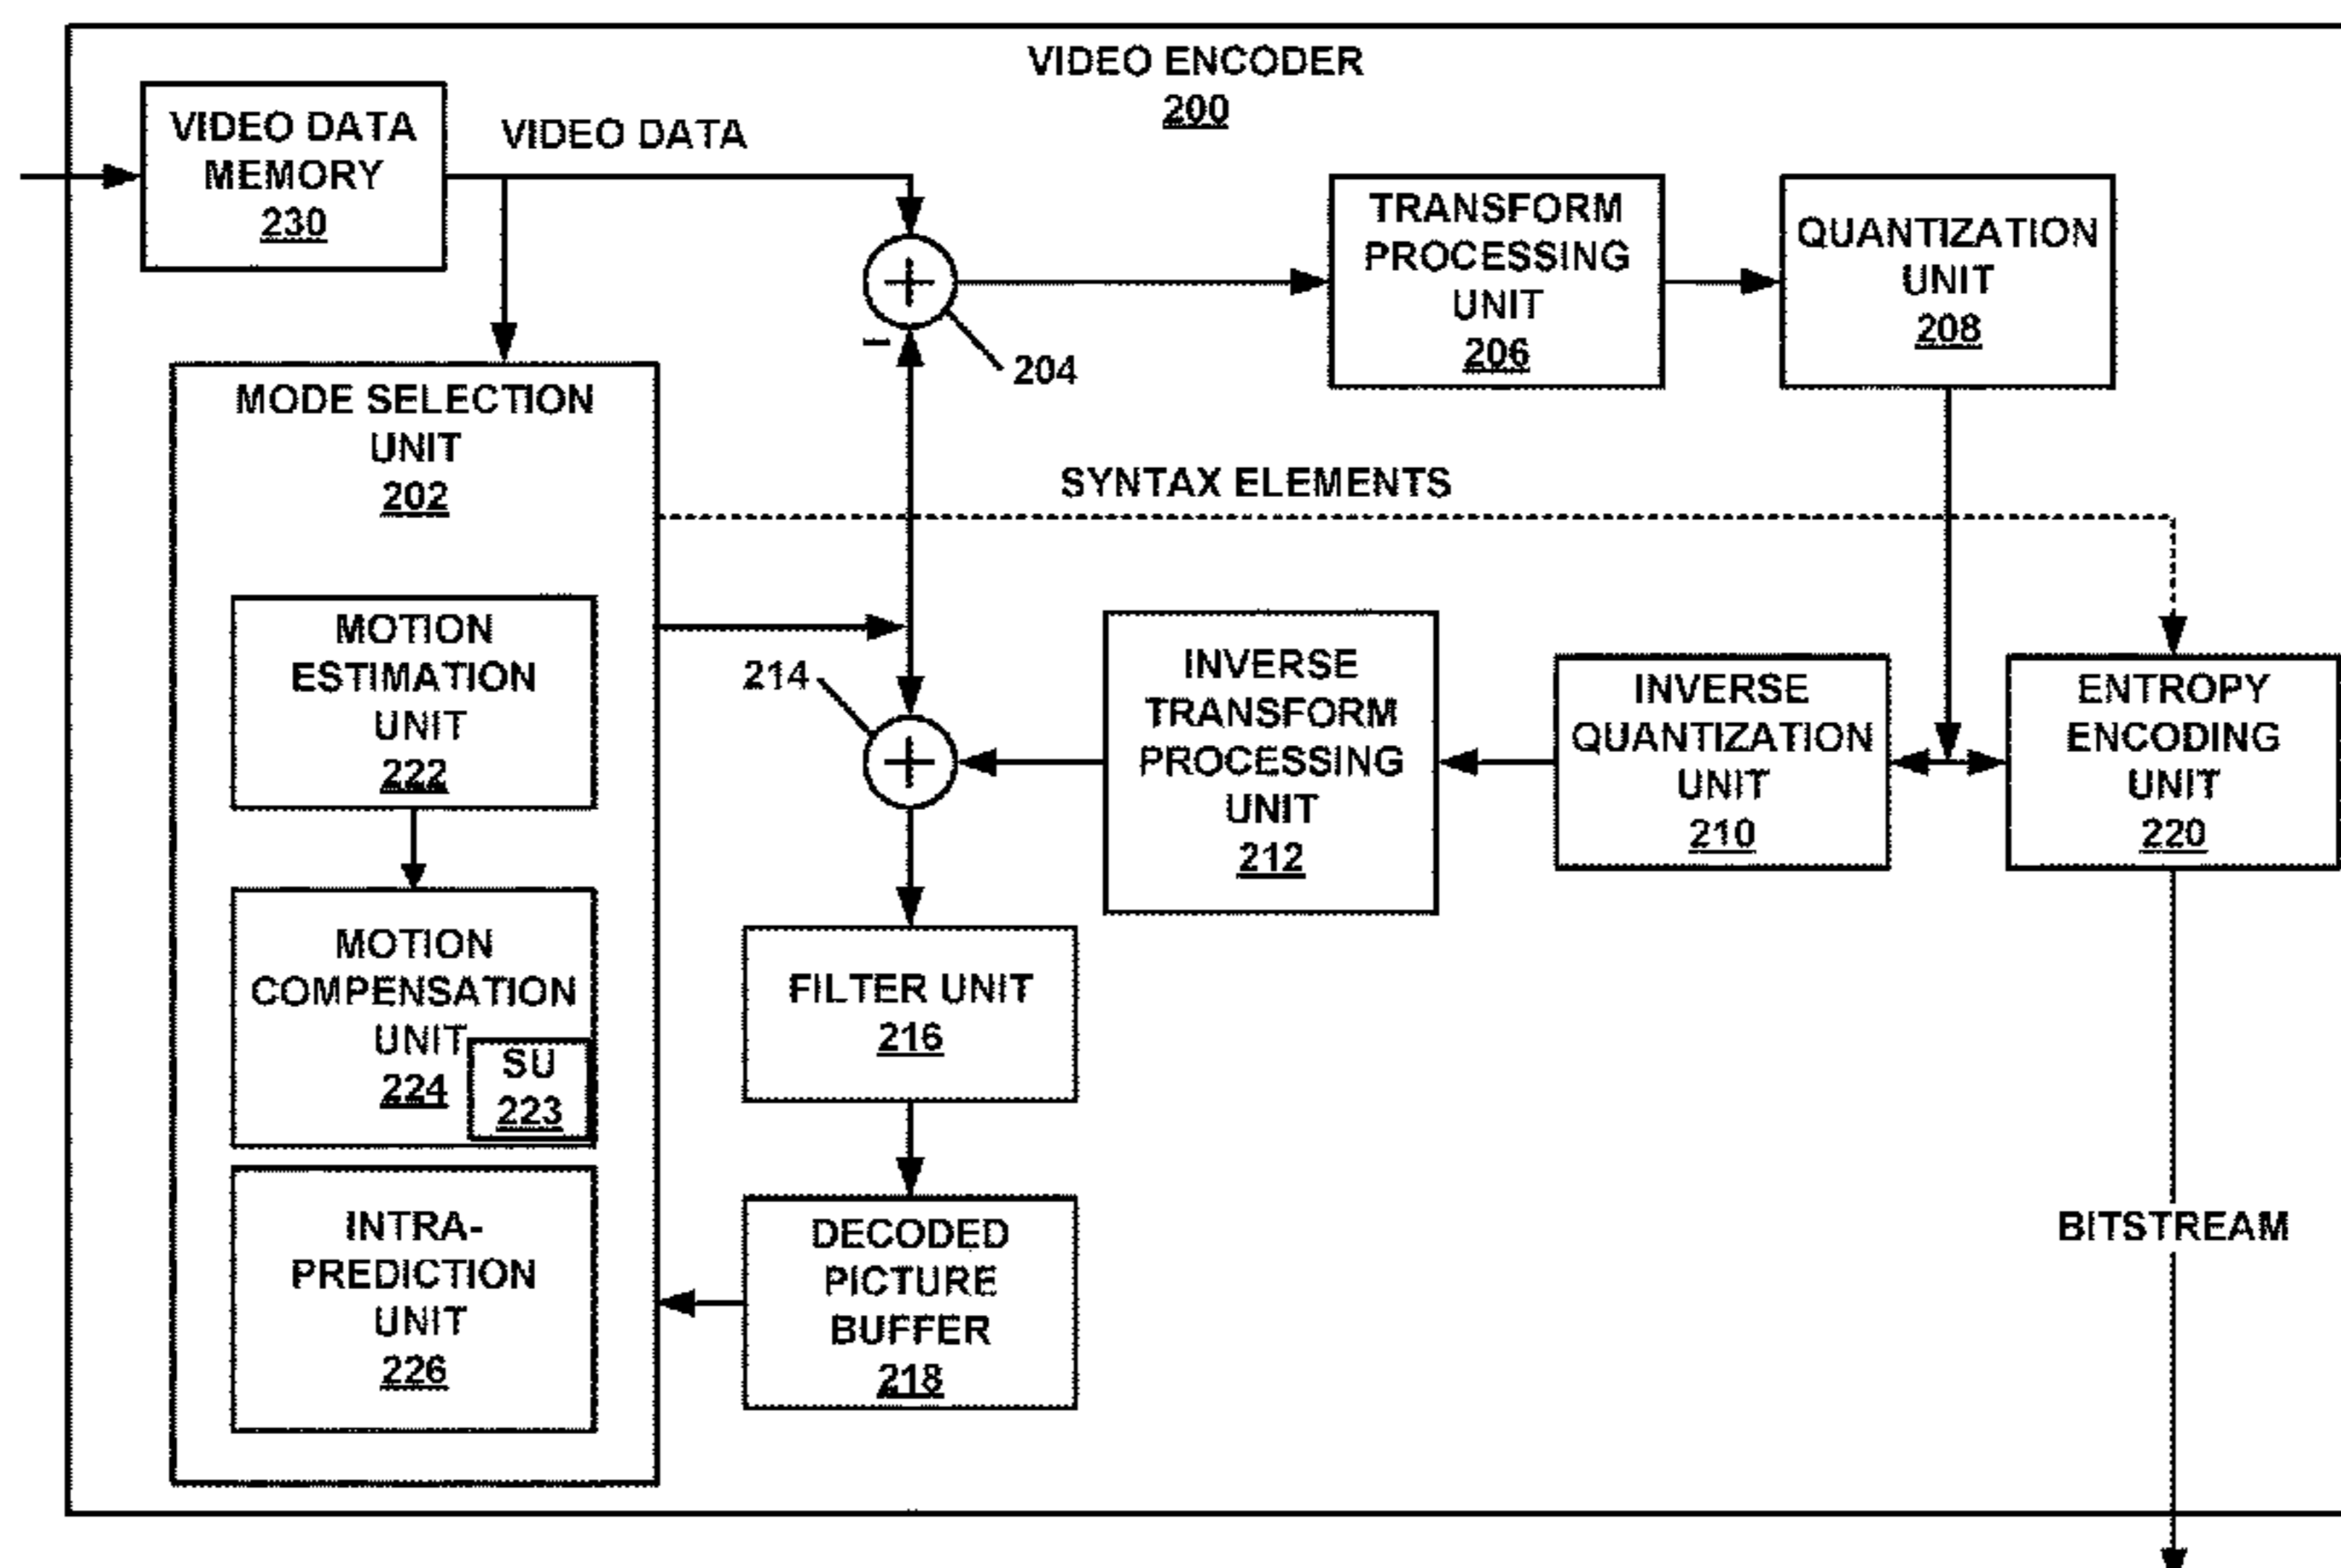 VIDEO ENCODER
200
VIDEO DATA
MEMORY
230
VIDEO DATA
TRANSFORM
PROCESSING
UNIT
206
QUANTIZATION
UNIT
208
+
204
MODE SELECTION
UNIT
202
SYNTAX ELEMENTS
MOTION
ESTIMATION
UNIT
222
214
+
INVERSE
TRANSFORM
PROCESSING
UNIT
212
INVERSE
QUANTIZATION
UNIT
210
ENTROPY
ENCODING
UNIT
220
MOTION
COMPENSATION
UNIT
224
SU
223
FILTER UNIT
216
INTRA-
PREDICTION
UNIT
226
DECODED
PICTURE
BUFFER
218
BITSTREAM